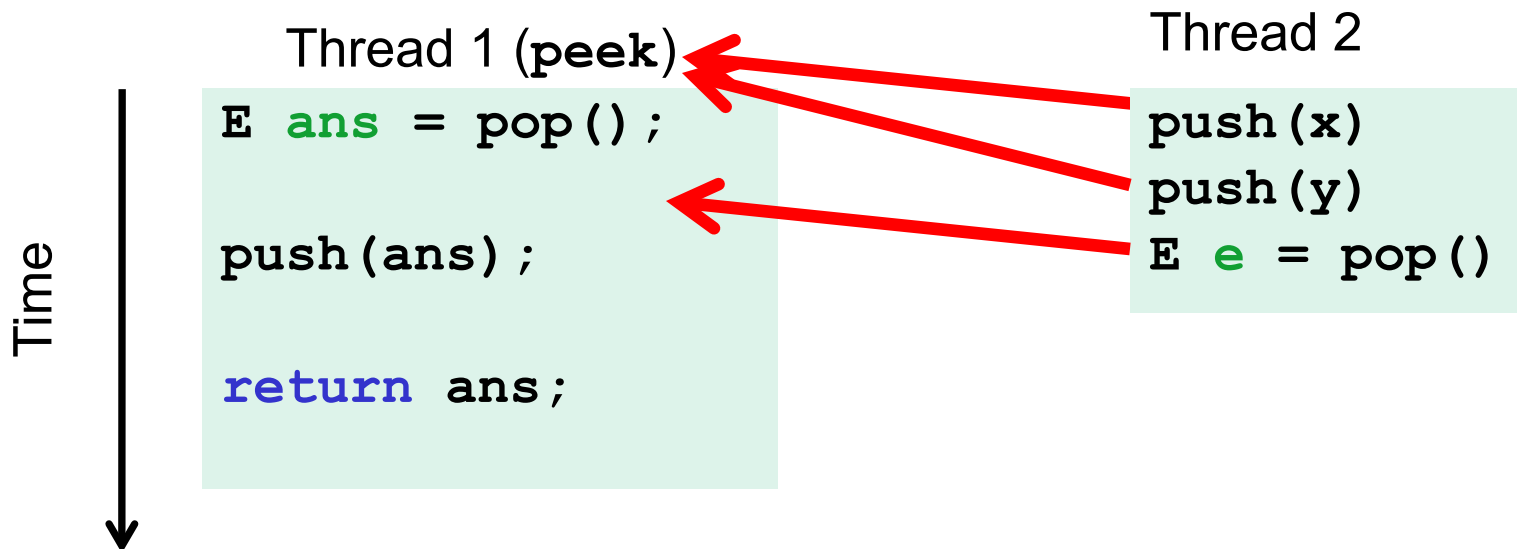 Thread 1 (peek)
Thread 2
Time
E ans = pop();
push(ans);
return ans;
push(x)
push(y)
E e = pop()